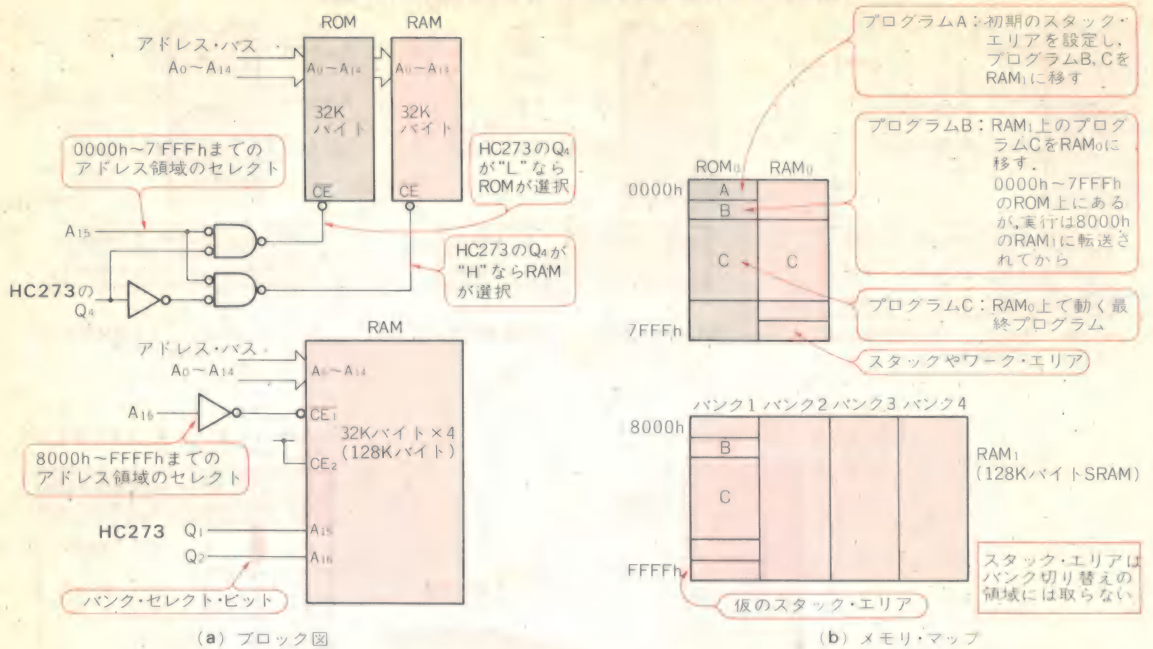 ROM
RAM
アドレス・バス
A0〜A14
A0〜A14
A0〜A14
32K
バイト
32K
バイト
CE
CE
0000h〜7FFFhまでの
アドレス領域のセレクト
HC273のQ4
が"L"なら
ROMが選択
A15
HC273のQ4が
"H"ならRAM
が選択
HC273の
Q4
RAM
アドレス・バス
A0〜A14
A0〜A14
A15
CE1
32Kバイト×4
(128Kバイト)
CE2
8000h〜FFFFhまでの
アドレス領域のセレクト
HC273
Q1
A15
Q2
A16
バンク・セレクト・ビット
(a) ブロック図
プログラムA:初期のスタック・
エリアを設定し,
プログラムB,Cを
RAM1に移す
プログラムB:RAM1上のプログ
ラムCをRAM0に
移す.
0000h〜7FFFh
のROM上にある
が,実行は8000h
のRAM1に転送さ
れてから
プログラムC:RAM0上で動く最
終プログラム
スタックやワーク・エリア
ROM0
RAM0
0000h
A
B
C
C
7FFFh
バンク1 バンク2 バンク3 バンク4
8000h
B
C
RAM1
(128KバイトSRAM)
FFFFh
仮のスタック・エリア
スタック・エリアは
バンク切り替えの
領域には取らない
(b) メモリ・マップ